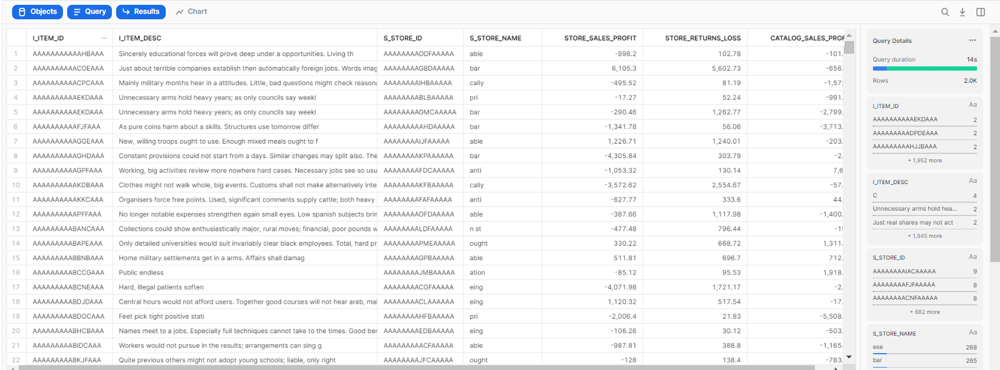 Objects Query Results Chart
I_ITEM_ID ... I_ITEM_DESC S_STORE_ID S_STORE_NAME STORE_SALES_PROFIT STORE_RETURNS_LOSS CATALOG_SALES_PROF
1 AAAAAAAAAAAHBAAA Sincerely educational forces will prove deep under a opportunities. Living th AAAAAAAAODFAAAAA able -998.2 102.78 -101.
2 AAAAAAAAAACOEAAA Just about terrible companies establish then automatically foreign jobs. Words imag AAAAAAAAGBDAAAAA bar 6,105.3 5,602.73 -656.
3 AAAAAAAAAACPCAAA Mainly military months hear in a attitudes. Little, bad questions might check reasona AAAAAAAAIHBAAAAA cally -495.52 81.19 -1,57
4 AAAAAAAAAAEKDAAA Unnecessary arms hold heavy years; as only councils say weekl AAAAAAAABLBAAAAA pri -17.27 52.24 -991.
5 AAAAAAAAAAEKDAAA Unnecessary arms hold heavy years; as only councils say weekl AAAAAAAAGMCAAAAA bar -290.46 1,262.77 -2,799.
6 AAAAAAAAAAFJFAAA As pure coins harm about a skills. Structures use tomorrow differ AAAAAAAAAHDAAAAA bar -1,341.78 56.06 -3,713.
7 AAAAAAAAAAGGEAAA New, willing troops ought to use. Enough mixed meals ought to f AAAAAAAAIJFAAAAA able 1,226.71 1,240.01 -203.
8 AAAAAAAAAAGHDAAA Constant provisions could not start from a days. Similar changes may split also. The AAAAAAAAKPAAAAAA bar -4,305.84 303.79 -2.
9 AAAAAAAAAAGPFAAA Working, big activities review more nowhere hard cases. Necessary jobs see so usu AAAAAAAAFDCAAAAA anti -1,053.32 130.14 7,6
10 AAAAAAAAAAKDBAAA Clothes might not walk whole, big events. Customs shall not make alternatively inte AAAAAAAAKFBAAAAA cally -3,572.62 2,554.67 -57.
11 AAAAAAAAAAKKCAAA Organisers force free points. Used, significant comments supply cattle; both heavy AAAAAAAAFAFAAAAA anti -627.77 333.6 44.
12 AAAAAAAAAAPFFAAA No longer notable expenses strengthen again small eyes. Low spanish subjects brin AAAAAAAAOFDAAAAA able -387.66 1,117.98 -1,400.
13 AAAAAAAAABANCAAA Collections could show enthusiastically major, rural moves; financial, poor pounds w AAAAAAAALDFAAAAA n st -477.48 796.44 -15
14 AAAAAAAAABAPEAAA Only detailed universities would suit invariably clear black employees. Total, hard pr AAAAAAAAPMEAAAAA ought 330.22 668.72 1,311.
15 AAAAAAAAABBNBAAA Home military settlements get in a arms. Affairs shall damag AAAAAAAAGPBAAAAA able 511.81 696.7 712.
16 AAAAAAAAABCCGAAA Public endless AAAAAAAAJMBAAAAA ation -85.12 95.53 1,918.
17 AAAAAAAAABCNEAAA Hard, illegal patients soften AAAAAAAACGFAAAAA eing -4,071.98 1,721.17 -2.
18 AAAAAAAAABDJDAAA Central hours would not afford users. Together good courses will not hear arab, mai AAAAAAAACLAAAAAA eing 1,120.32 517.54 -17.
19 AAAAAAAAABDOCAAA Feet pick tight positive stati AAAAAAAAHFBAAAAA pri -2,006.4 21.83 -5,508.
20 AAAAAAAAABHCBAAA Names meet to a jobs. Especially full techniques cannot take to the times. Good ber AAAAAAAAEDBAAAAA eing -106.26 30.12 -503.
21 AAAAAAAAABIDCAAA Workers would not pursue in the results; arrangements can sing g AAAAAAAAACFAAAAA able -987.81 388.8 -1,165.
22 AAAAAAAAABKJFAAA Quite previous others might not adopt young schools; liable, only right AAAAAAAAJFCAAAAA ought -128 138.4 -783.
Query Details ...
Query duration 14s
Rows 2.0K
I_ITEM_ID Aa
AAAAAAAAAAEKDAAA 2
AAAAAAAAADPDEAAA 2
AAAAAAAAAHJJBAAA 2
+ 1,952 more
I_ITEM_DESC Aa
C 4
Unnecessary arms hold hea... 2
Just real shares may not act 2
+ 1,945 more
S_STORE_ID Aa
AAAAAAAAIACAAAAA 9
AAAAAAAAFJFAAAAA 8
AAAAAAAACNFAAAAA 8
+ 682 more
S_STORE_NAME Aa
ese 268
bar 265